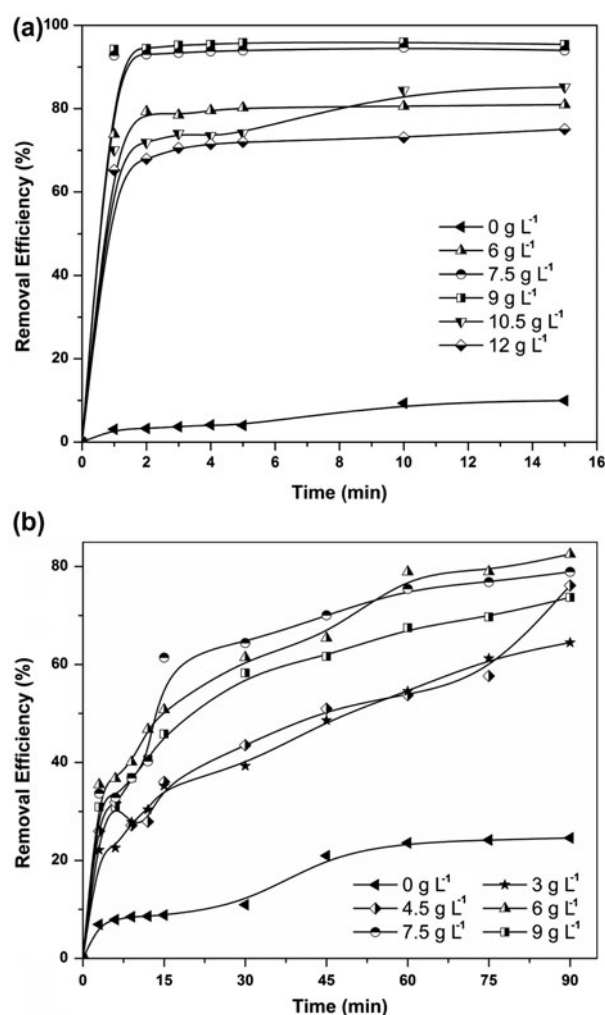 (a)
100
80
60
40
20
0
Removal Efficiency (%)
0 g L⁻¹
6 g L⁻¹
7.5 g L⁻¹
9 g L⁻¹
10.5 g L⁻¹
12 g L⁻¹
0 2 4 6 8 10 12 14 16
Time (min)
(b)
80
60
40
20
0
Removal Efficiency (%)
0 g L⁻¹ 3 g L⁻¹
4.5 g L⁻¹ 6 g L⁻¹
7.5 g L⁻¹ 9 g L⁻¹
0 15 30 45 60 75 90
Time (min)